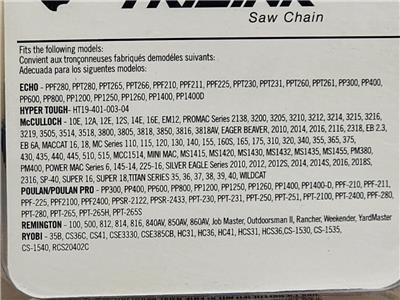 TRILINK
Saw Chain
Fits the following models:
Convient aux tronçonneuses fabriqués demodéles suivants:
Adecuada para los siguientes modelos:
ECHO - PPF280, PPT280, PPT265, PPT266, PPF210, PPF211, PPF225, PPT230, PPT231, PPT260, PPT261, PP300, PP400,
PP600, PP800, PP1200, PP1250, PP1260, PP1400, PP1400D
HYPER TOUGH- HT19-401-003-04
McCULLOCH - 10E, 12A, 12E, 12S, 14E, 16E, EM12, PROMAC Series 2138, 3200, 3205, 3210, 3212, 3214, 3215, 3216,
3219, 3505, 3514, 3518, 3800, 3805, 3818, 3850, 3816, 3818AV, EAGER BEAVER, 2010, 2014, 2016, 2116, 2318, EB 2.3,
EB 6A, MACCAT 16, 18, MC Series 110, 115, 120, 130, 140, 155, 160S, 165, 175, 300, 310, 320, 340, 355, 365, 375,
430, 435, 440, 445, 510, 515, MCC1514, MINI MAC, MS1415, MS1420, MS1430, MS1432, MS1435, MS1455, PM380,
PM400, POWER MAC Series 6, 145-14, 225-16, SILVER EAGLE Series 2010, 2012, 2012S, 2014, 2014S, 2016, 2018S,
2316, SP-40, SUPER 16, SUPER 18,TITAN SERIES 35, 36, 37,38, 39, 40, WILDCAT
POULAN/POULAN PRO - PP300, PP400, PP600, PP800, PP1200, PP1250, PP1260, PP1400, PP1400-D, PPF-210, PPF-211,
PPF-225, PPF2100, PPF2400, PPSR-2122, PPSR-2433, PPT-230, PPT-231, PPT-250, PPT-251, PPT-2100, PPT-2400, PPF-280,
PPT-280, PPT-265, PPT-265H, PPT-265S
REMINGTON - 100, 500, 812, 814, 816, 840AV, 850AV, 860AV, Job Master, Outdoorsman II, Rancher, Weekender, YardMaster
RYOBI - 35B, CS36C, CS41, CSE3330, CSE385CB, HC31, HC36, HC41, HCS31, HCS36,CS-1530, CS-1535,
CS-1540, RCS20402C